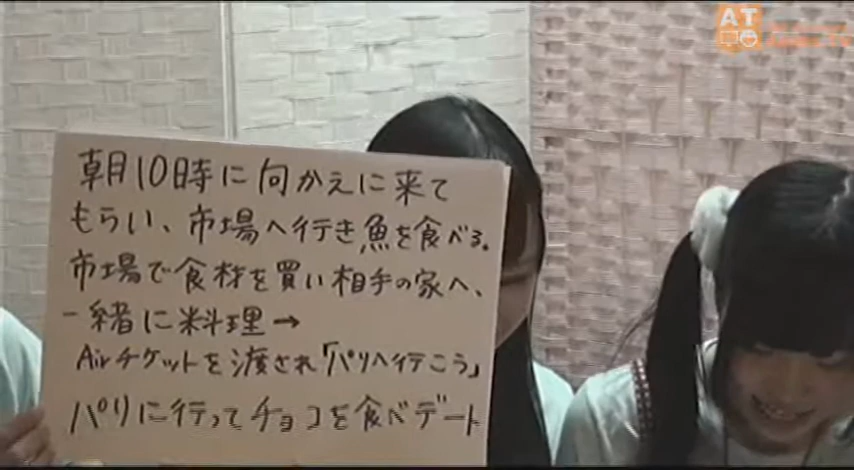 AT
朝10時に向かえに来て
もらい、市場へ行き魚を食べる。
市場で食材を買い相手の家へ、
一緒に料理→
Airチケットを渡され「パリへ行こう」
パリに行ってチョコを食べデート